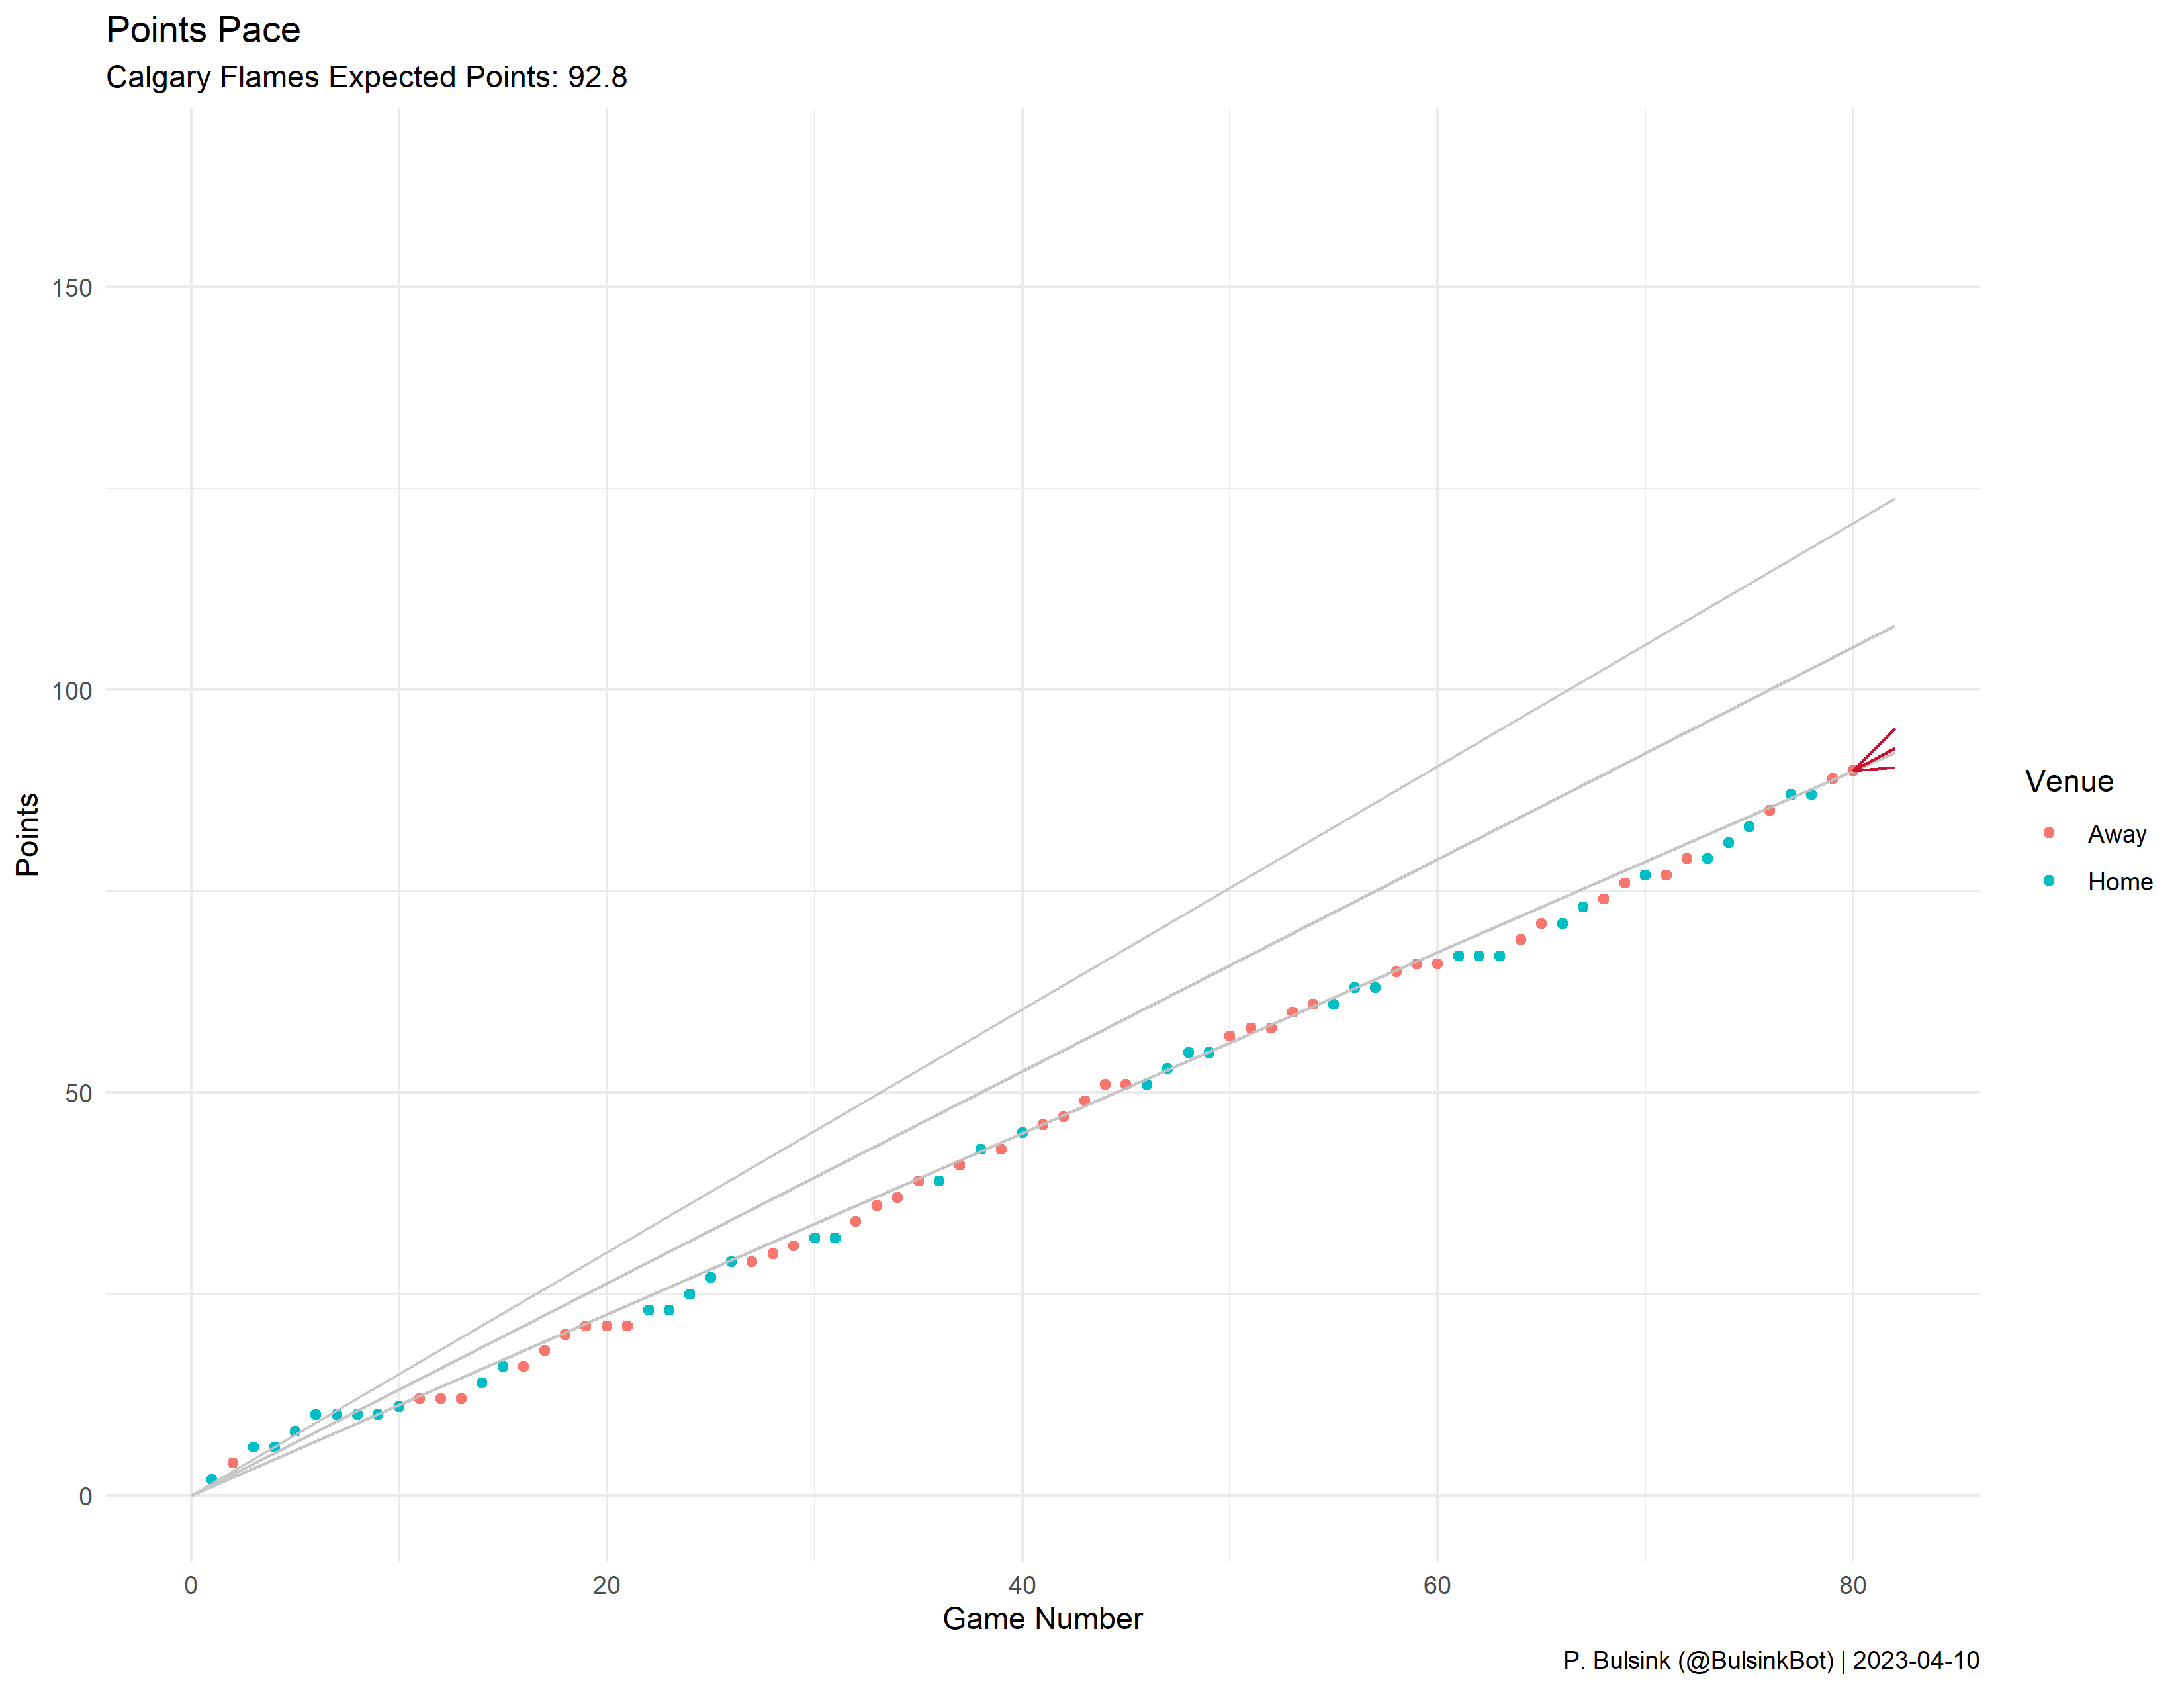 Points Pace
Calgary Flames Expected Points: 92.8
150
100
50
0
Points
0 20 40 60 80
Game Number
Venue
Away
Home
P. Bulsink (@BulsinkBot) | 2023-04-10